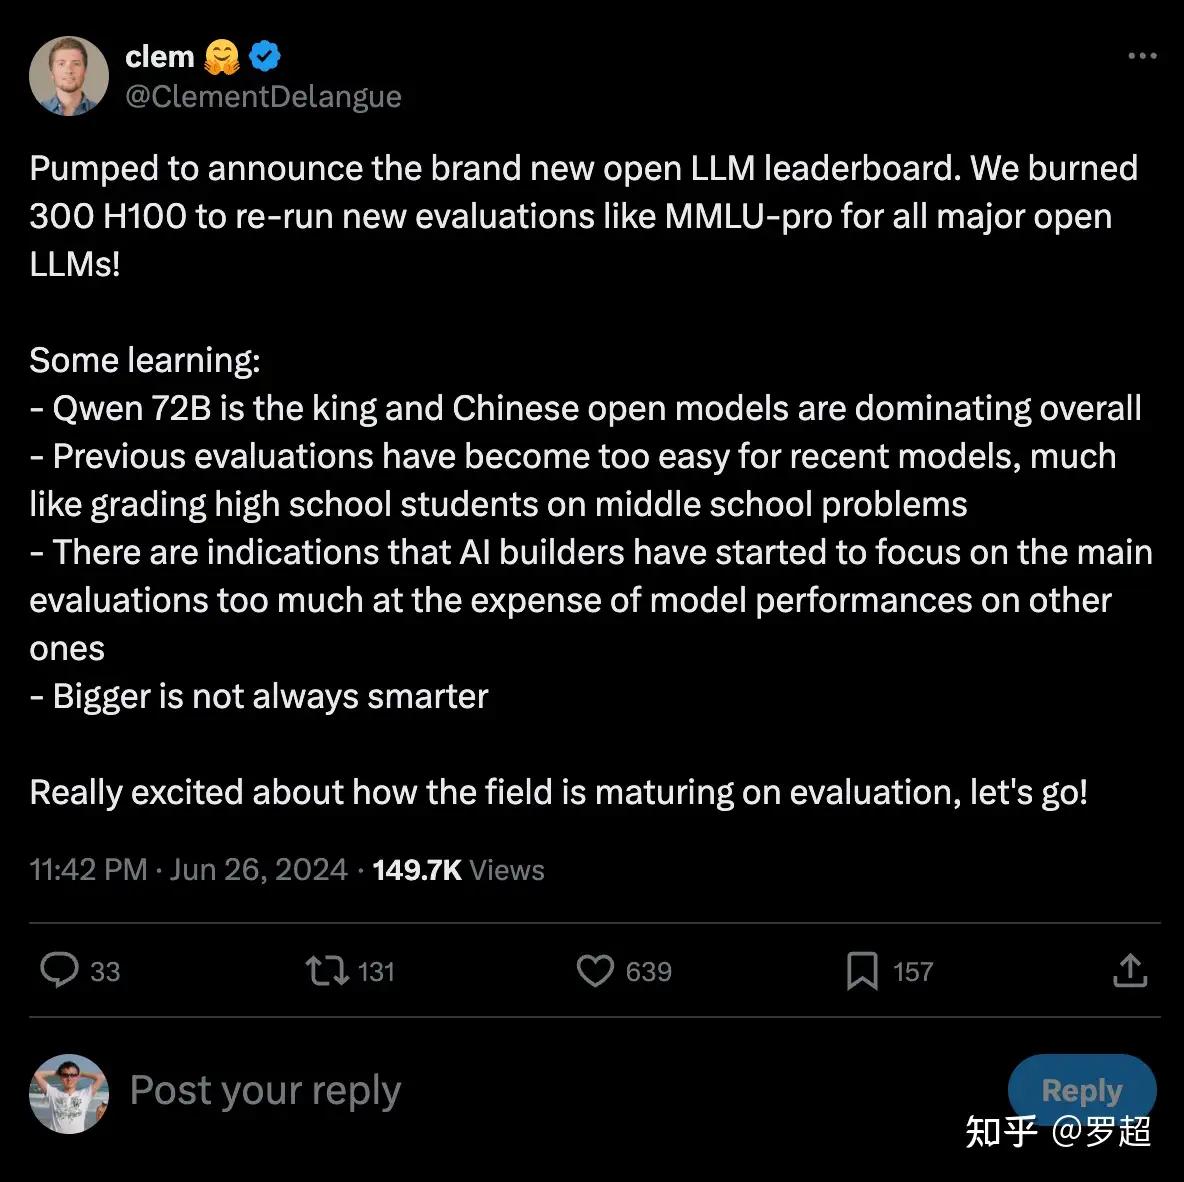 clem 🤗
@ClementDelangue
Pumped to announce the brand new open LLM leaderboard. We burned
300 H100 to re-run new evaluations like MMLU-pro for all major open
LLMs!
Some learning:
- Qwen 72B is the king and Chinese open models are dominating overall
- Previous evaluations have become too easy for recent models, much
like grading high school students on middle school problems
- There are indications that AI builders have started to focus on the main
evaluations too much at the expense of model performances on other
ones
- Bigger is not always smarter
Really excited about how the field is maturing on evaluation, let's go!
11:42 PM · Jun 26, 2024 · 149.7K Views
33 131 639 157
Post your reply
Reply
知乎 @罗超